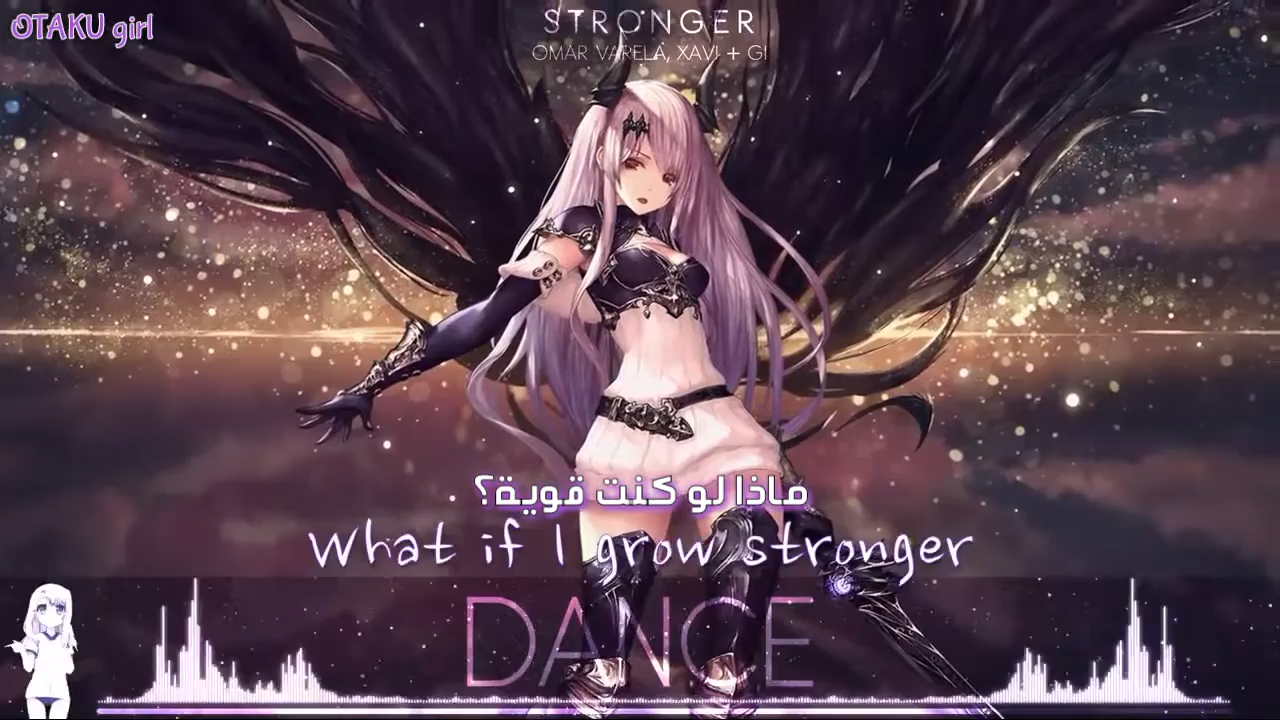 OTAKU girl
STRONGER
OMAR VARELA, XAVI + GI
ماذا لو كنت قوية؟
What if I grow stronger
DANCE